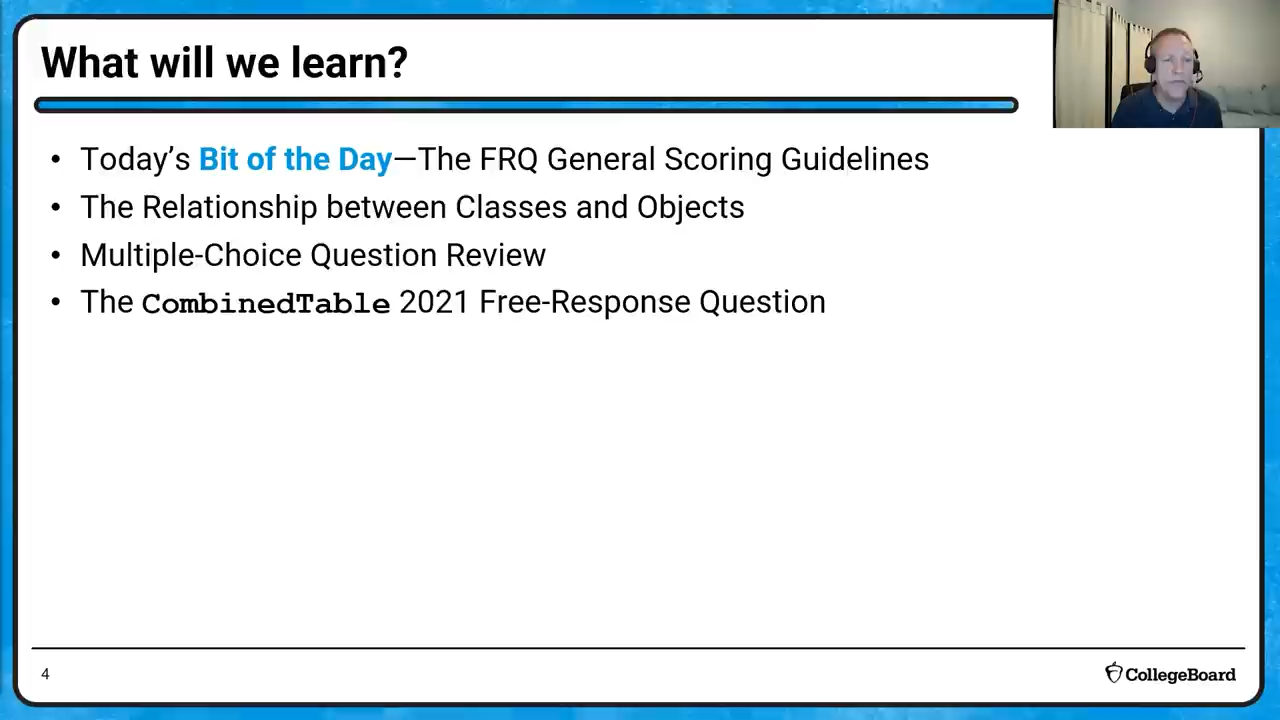 What will we learn?
• Today’s Bit of the Day—The FRQ General Scoring Guidelines
• The Relationship between Classes and Objects
• Multiple-Choice Question Review
• The CombinedTable 2021 Free-Response Question
4
CollegeBoard